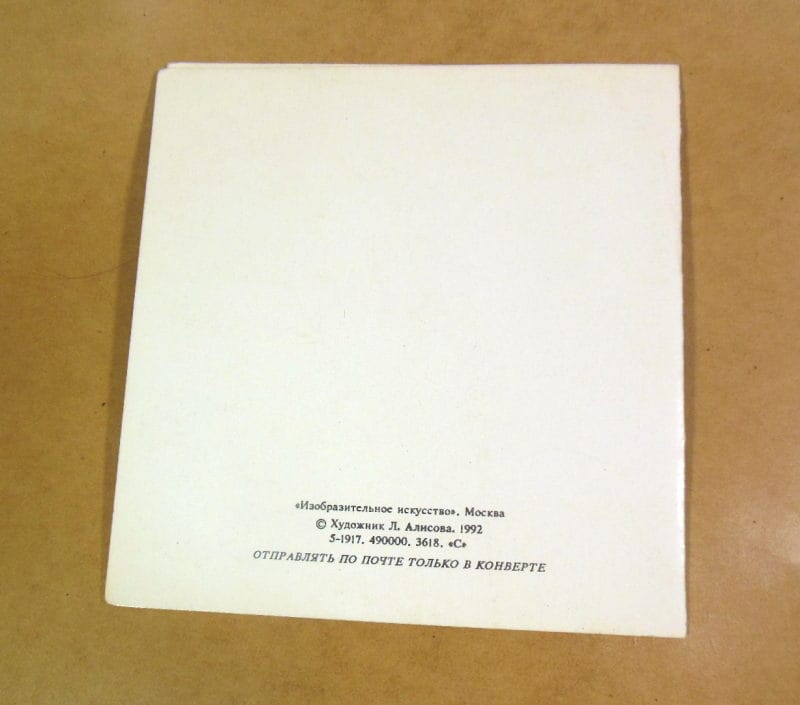 «Изобразительное искусство». Москва
© Художник Л. Алисова. 1992
5-1917. 490000. 3618. «С»
ОТПРАВЛЯТЬ ПО ПОЧТЕ ТОЛЬКО В КОНВЕРТЕ